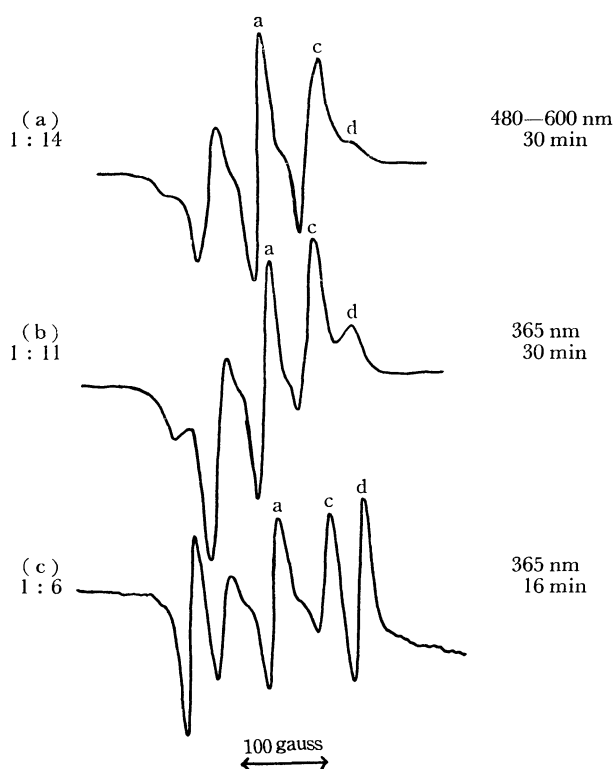 a
c
(a)
1 : 14
d
480—600 nm
30 min
a
c
(b)
1 : 11
d
365 nm
30 min
a
c
d
(c)
1 : 6
365 nm
16 min
100 gauss